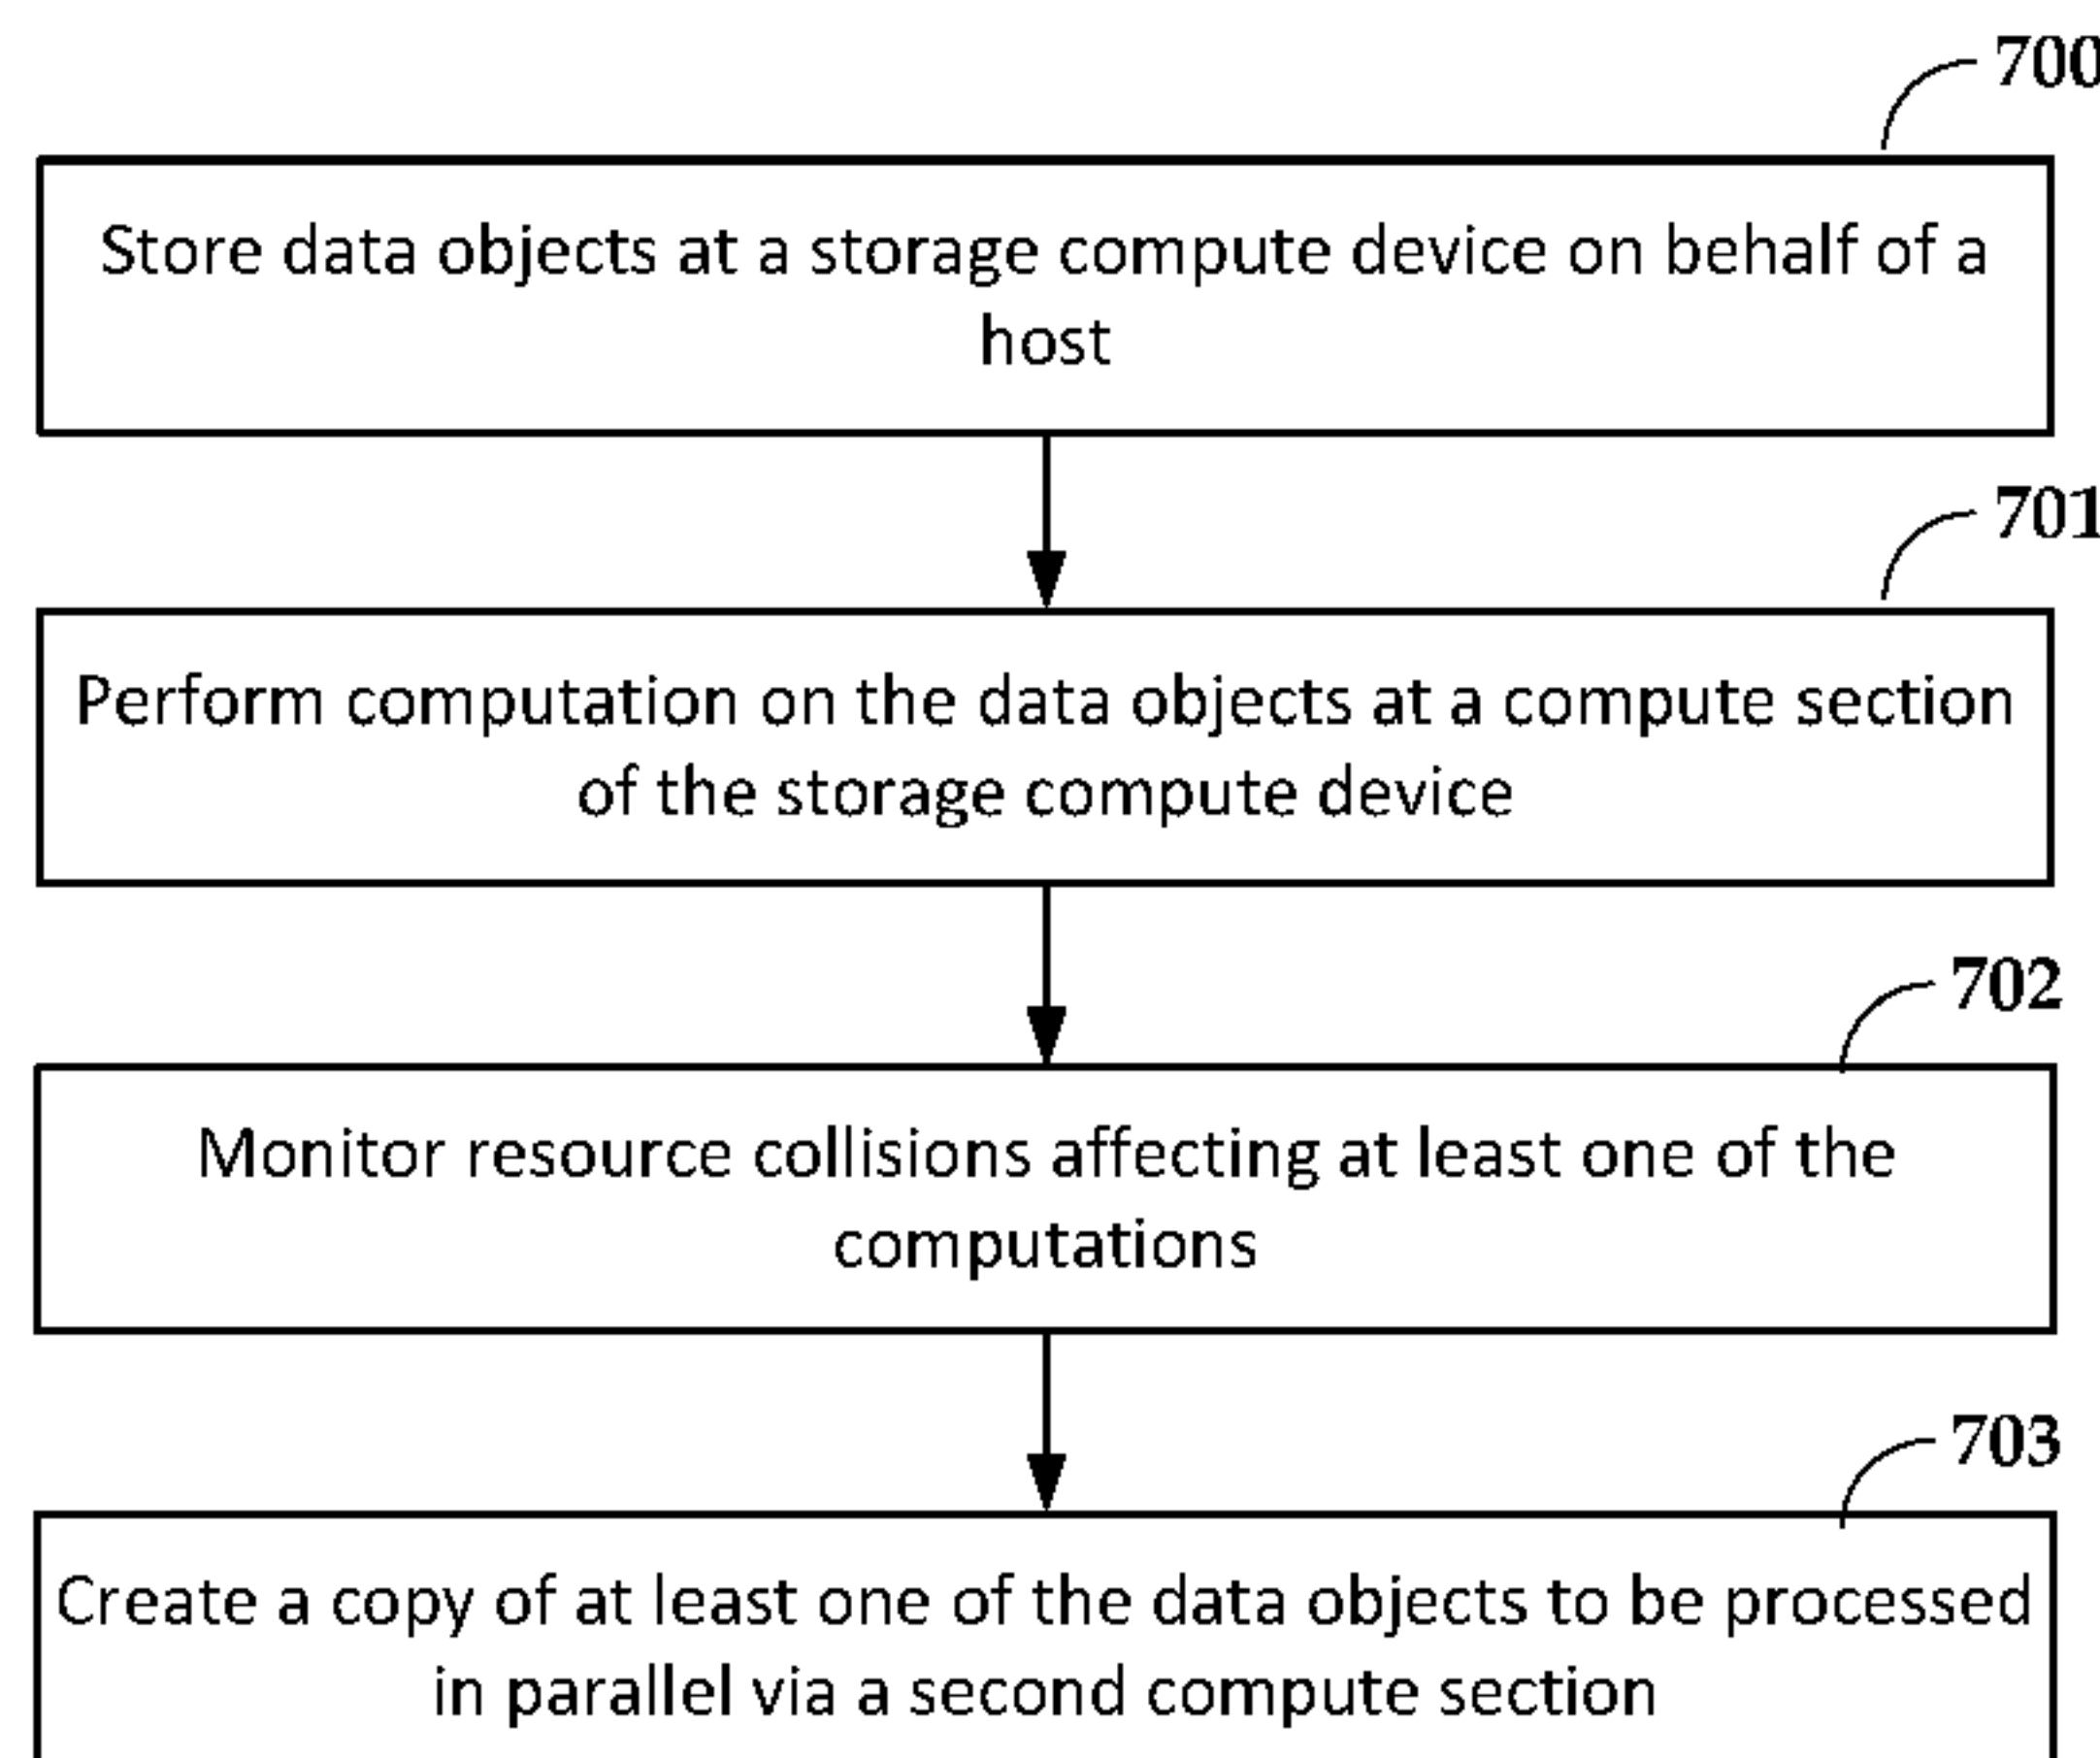 700
Store data objects at a storage compute device on behalf of a
host
701
Perform computation on the data objects at a compute section
of the storage compute device
702
Monitor resource collisions affecting at least one of the
computations
703
Create a copy of at least one of the data objects to be processed
in parallel via a second compute section